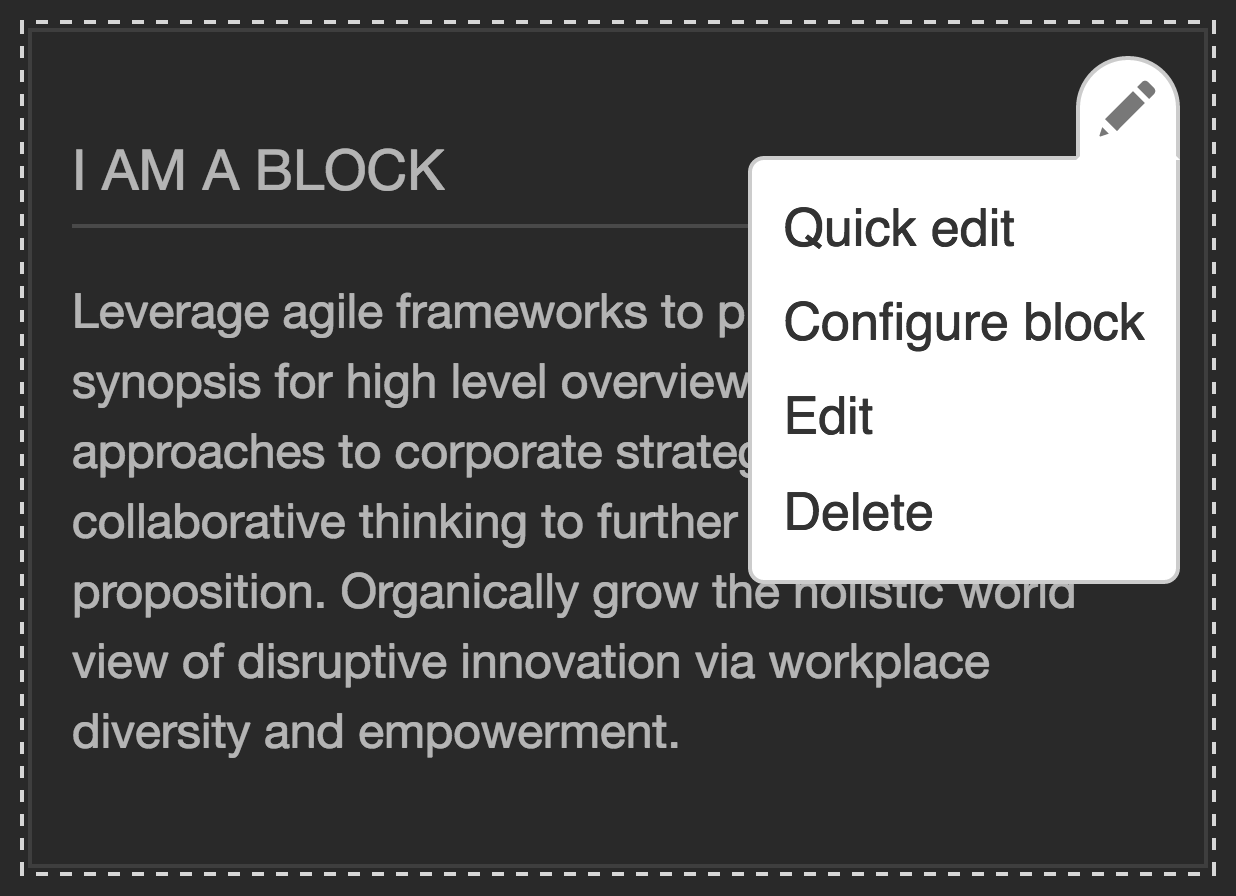 I AM A BLOCK
Quick edit
Configure block
Edit
Delete
Leverage agile frameworks to
synopsis for high level overview
approaches to corporate
collaborative thinking to further
proposition. Organically grow the holistic world
view of disruptive innovation via workplace
diversity and empowerment.